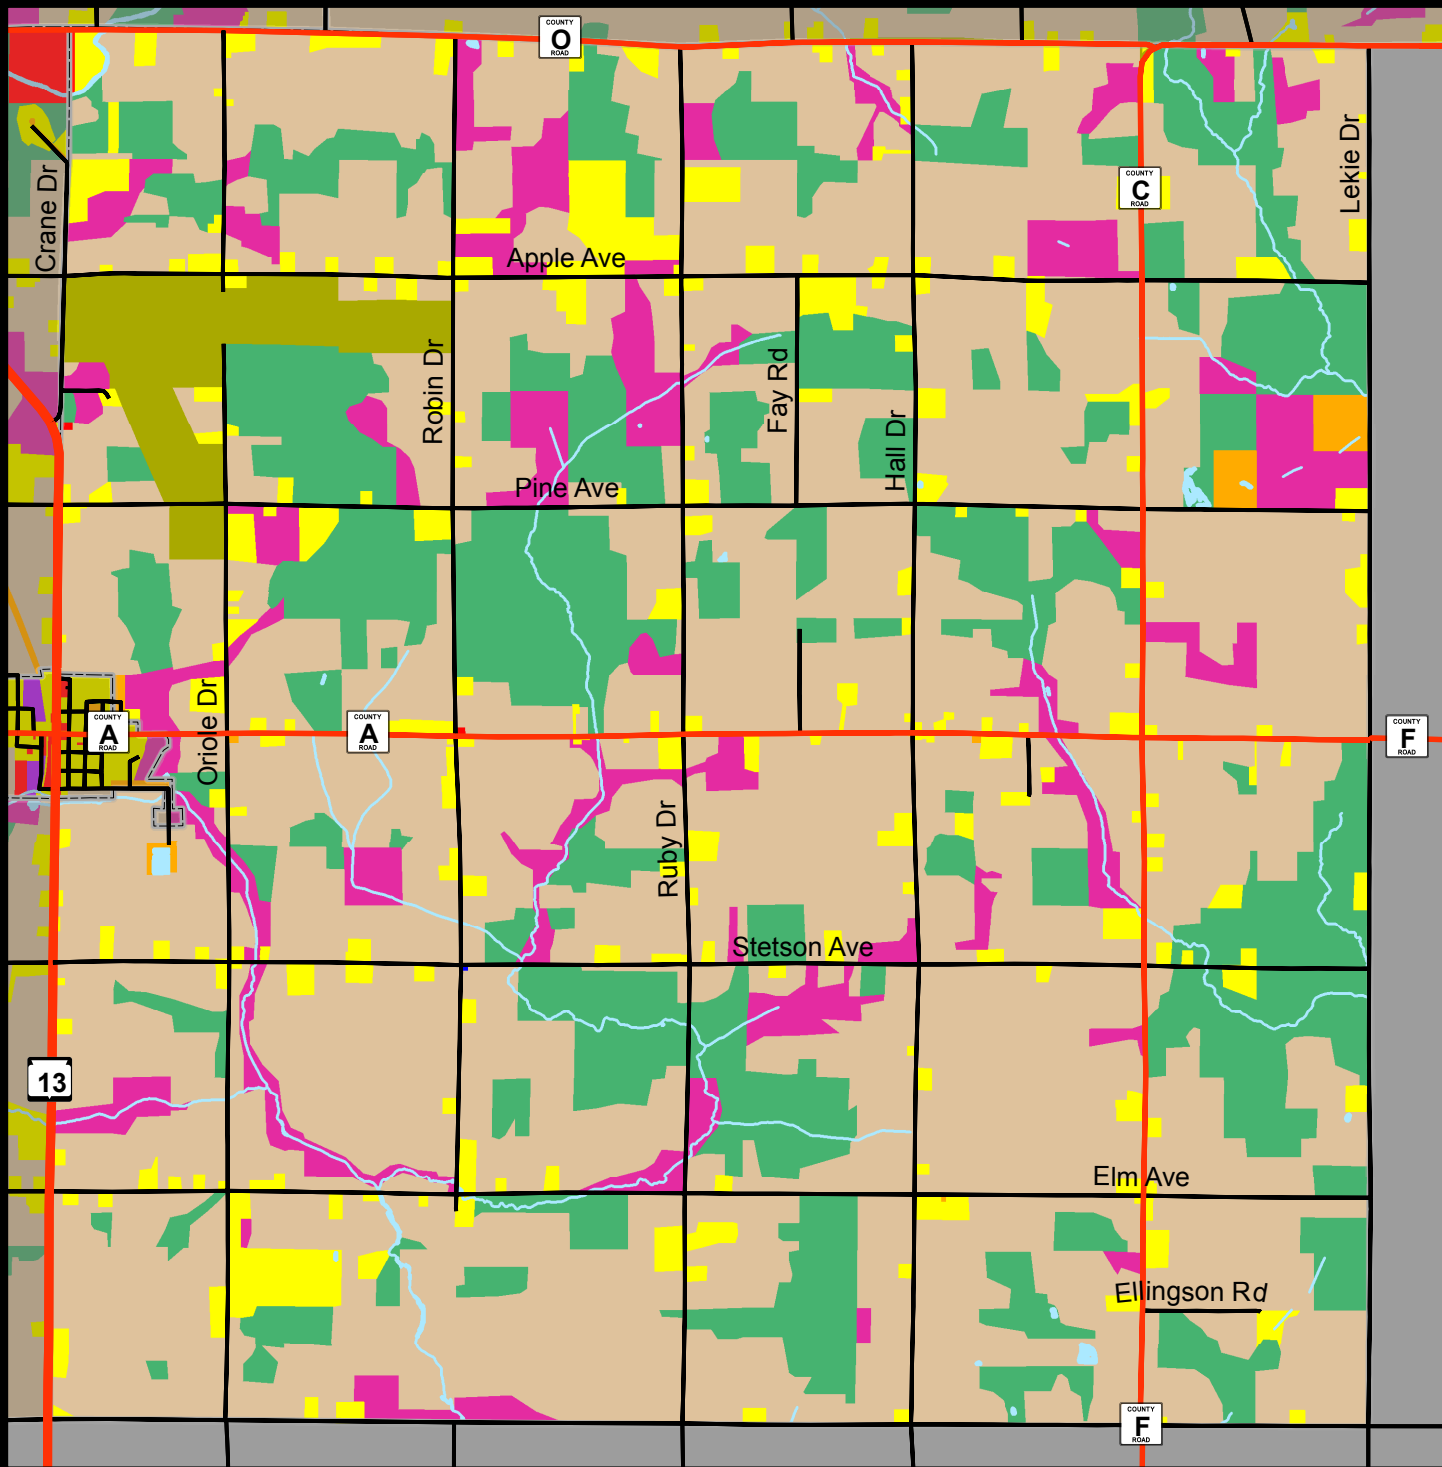 COUNTY
O
ROAD
Crane Dr
COUNTY
C
ROAD
Lekie Dr
Apple Ave
Robin Dr
Fay Rd
Hall Dr
Pine Ave
Oriole Dr
COUNTY
A
ROAD
COUNTY
A
ROAD
COUNTY
F
ROAD
Ruby Dr
Stetson Ave
13
Elm Ave
Ellingson Rd
COUNTY
F
ROAD